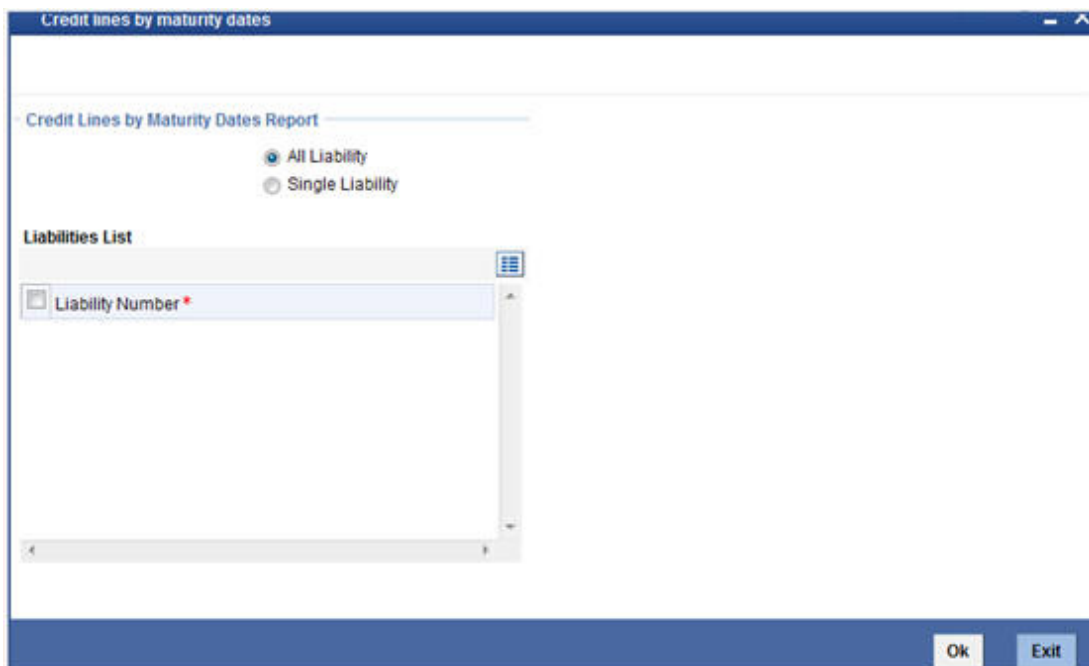 Credit lines by maturity dates
Credit Lines by Maturity Dates Report
All Liability
Single Liability
Liabilities List
Liability Number *
Ok
Exit